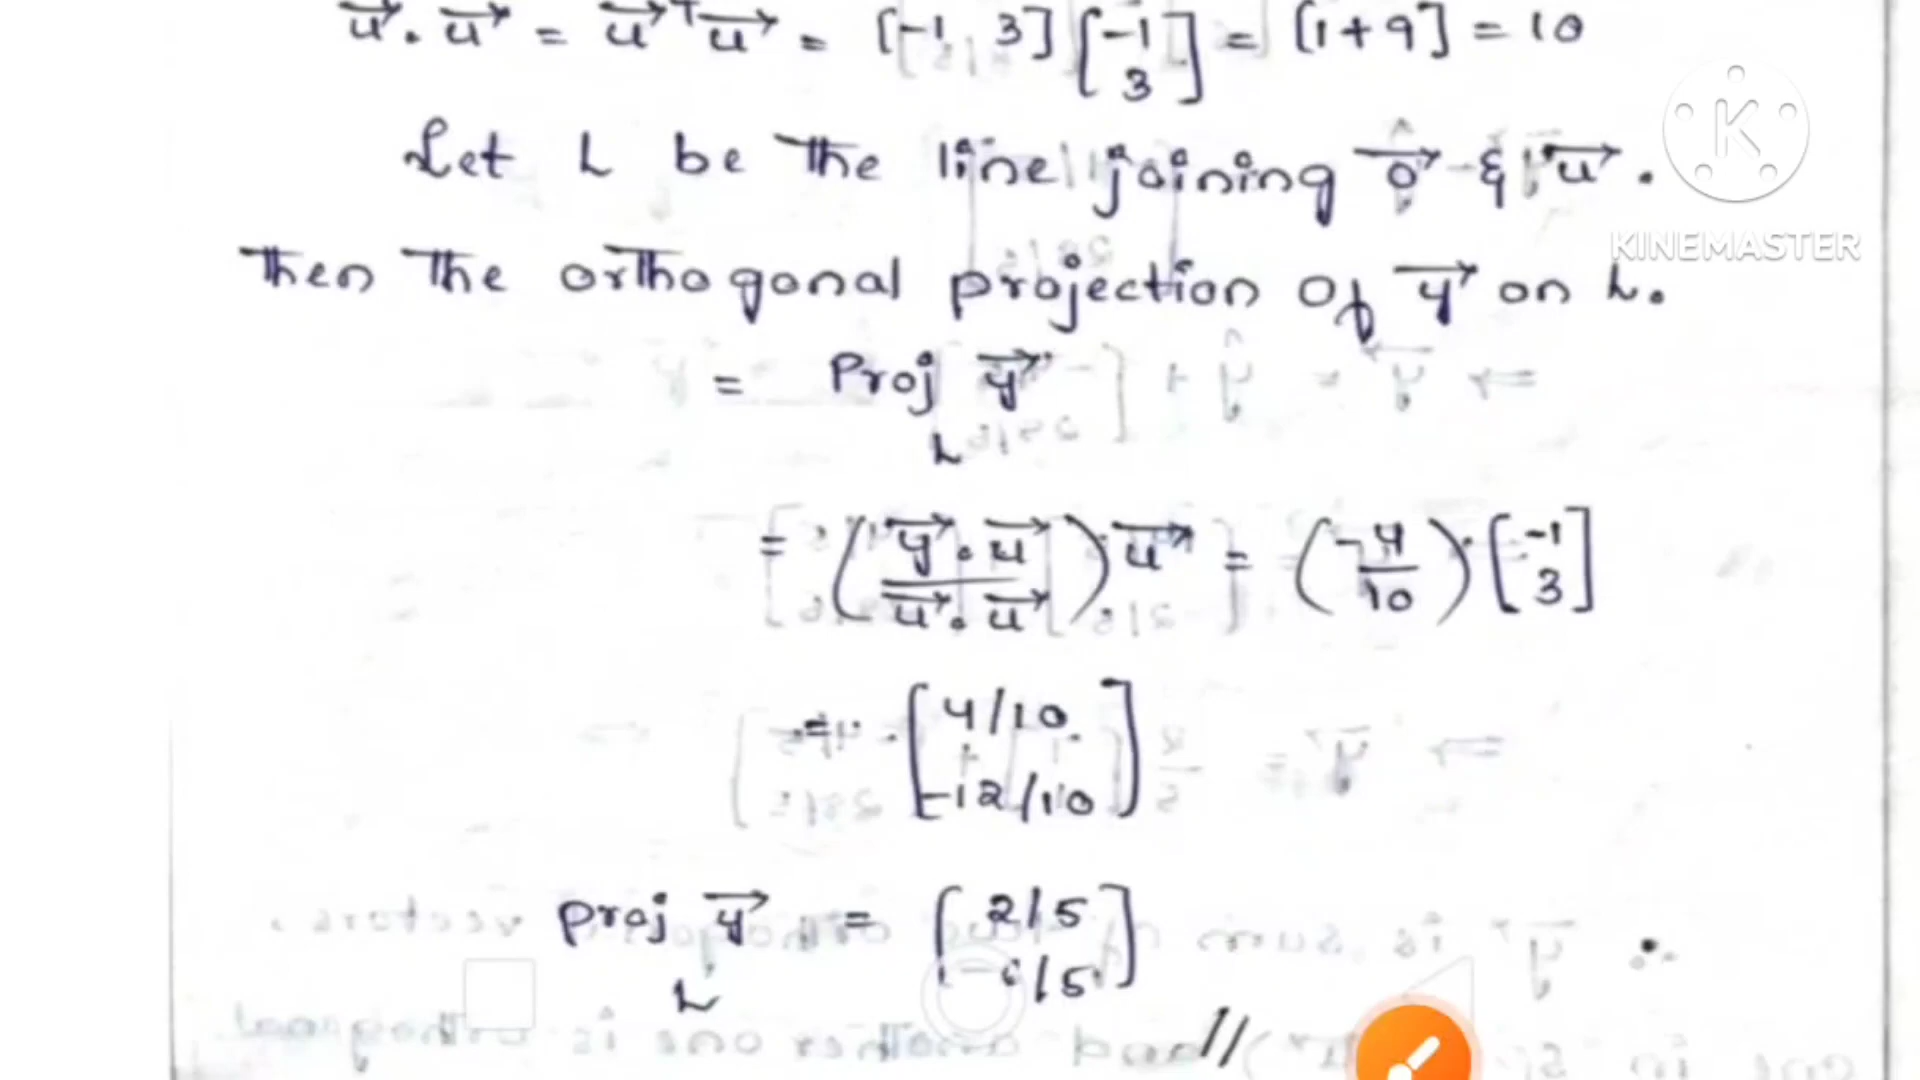 u⃗ . u⃗ = u⃗ᵀ u⃗ = [-1 3] [-1 3] = [1+9] = 10
Let L be the line joining 0⃗ & u⃗ .
Then the orthogonal projection of y⃗ on L.
= Proj_L y⃗
= (y⃗ . u⃗ / u⃗ . u⃗) u⃗ = (-4/10) [-1 3]
= [4/10 -12/10]
proj_L y⃗ = [2/5 -6/5]
K
KINEMASTER